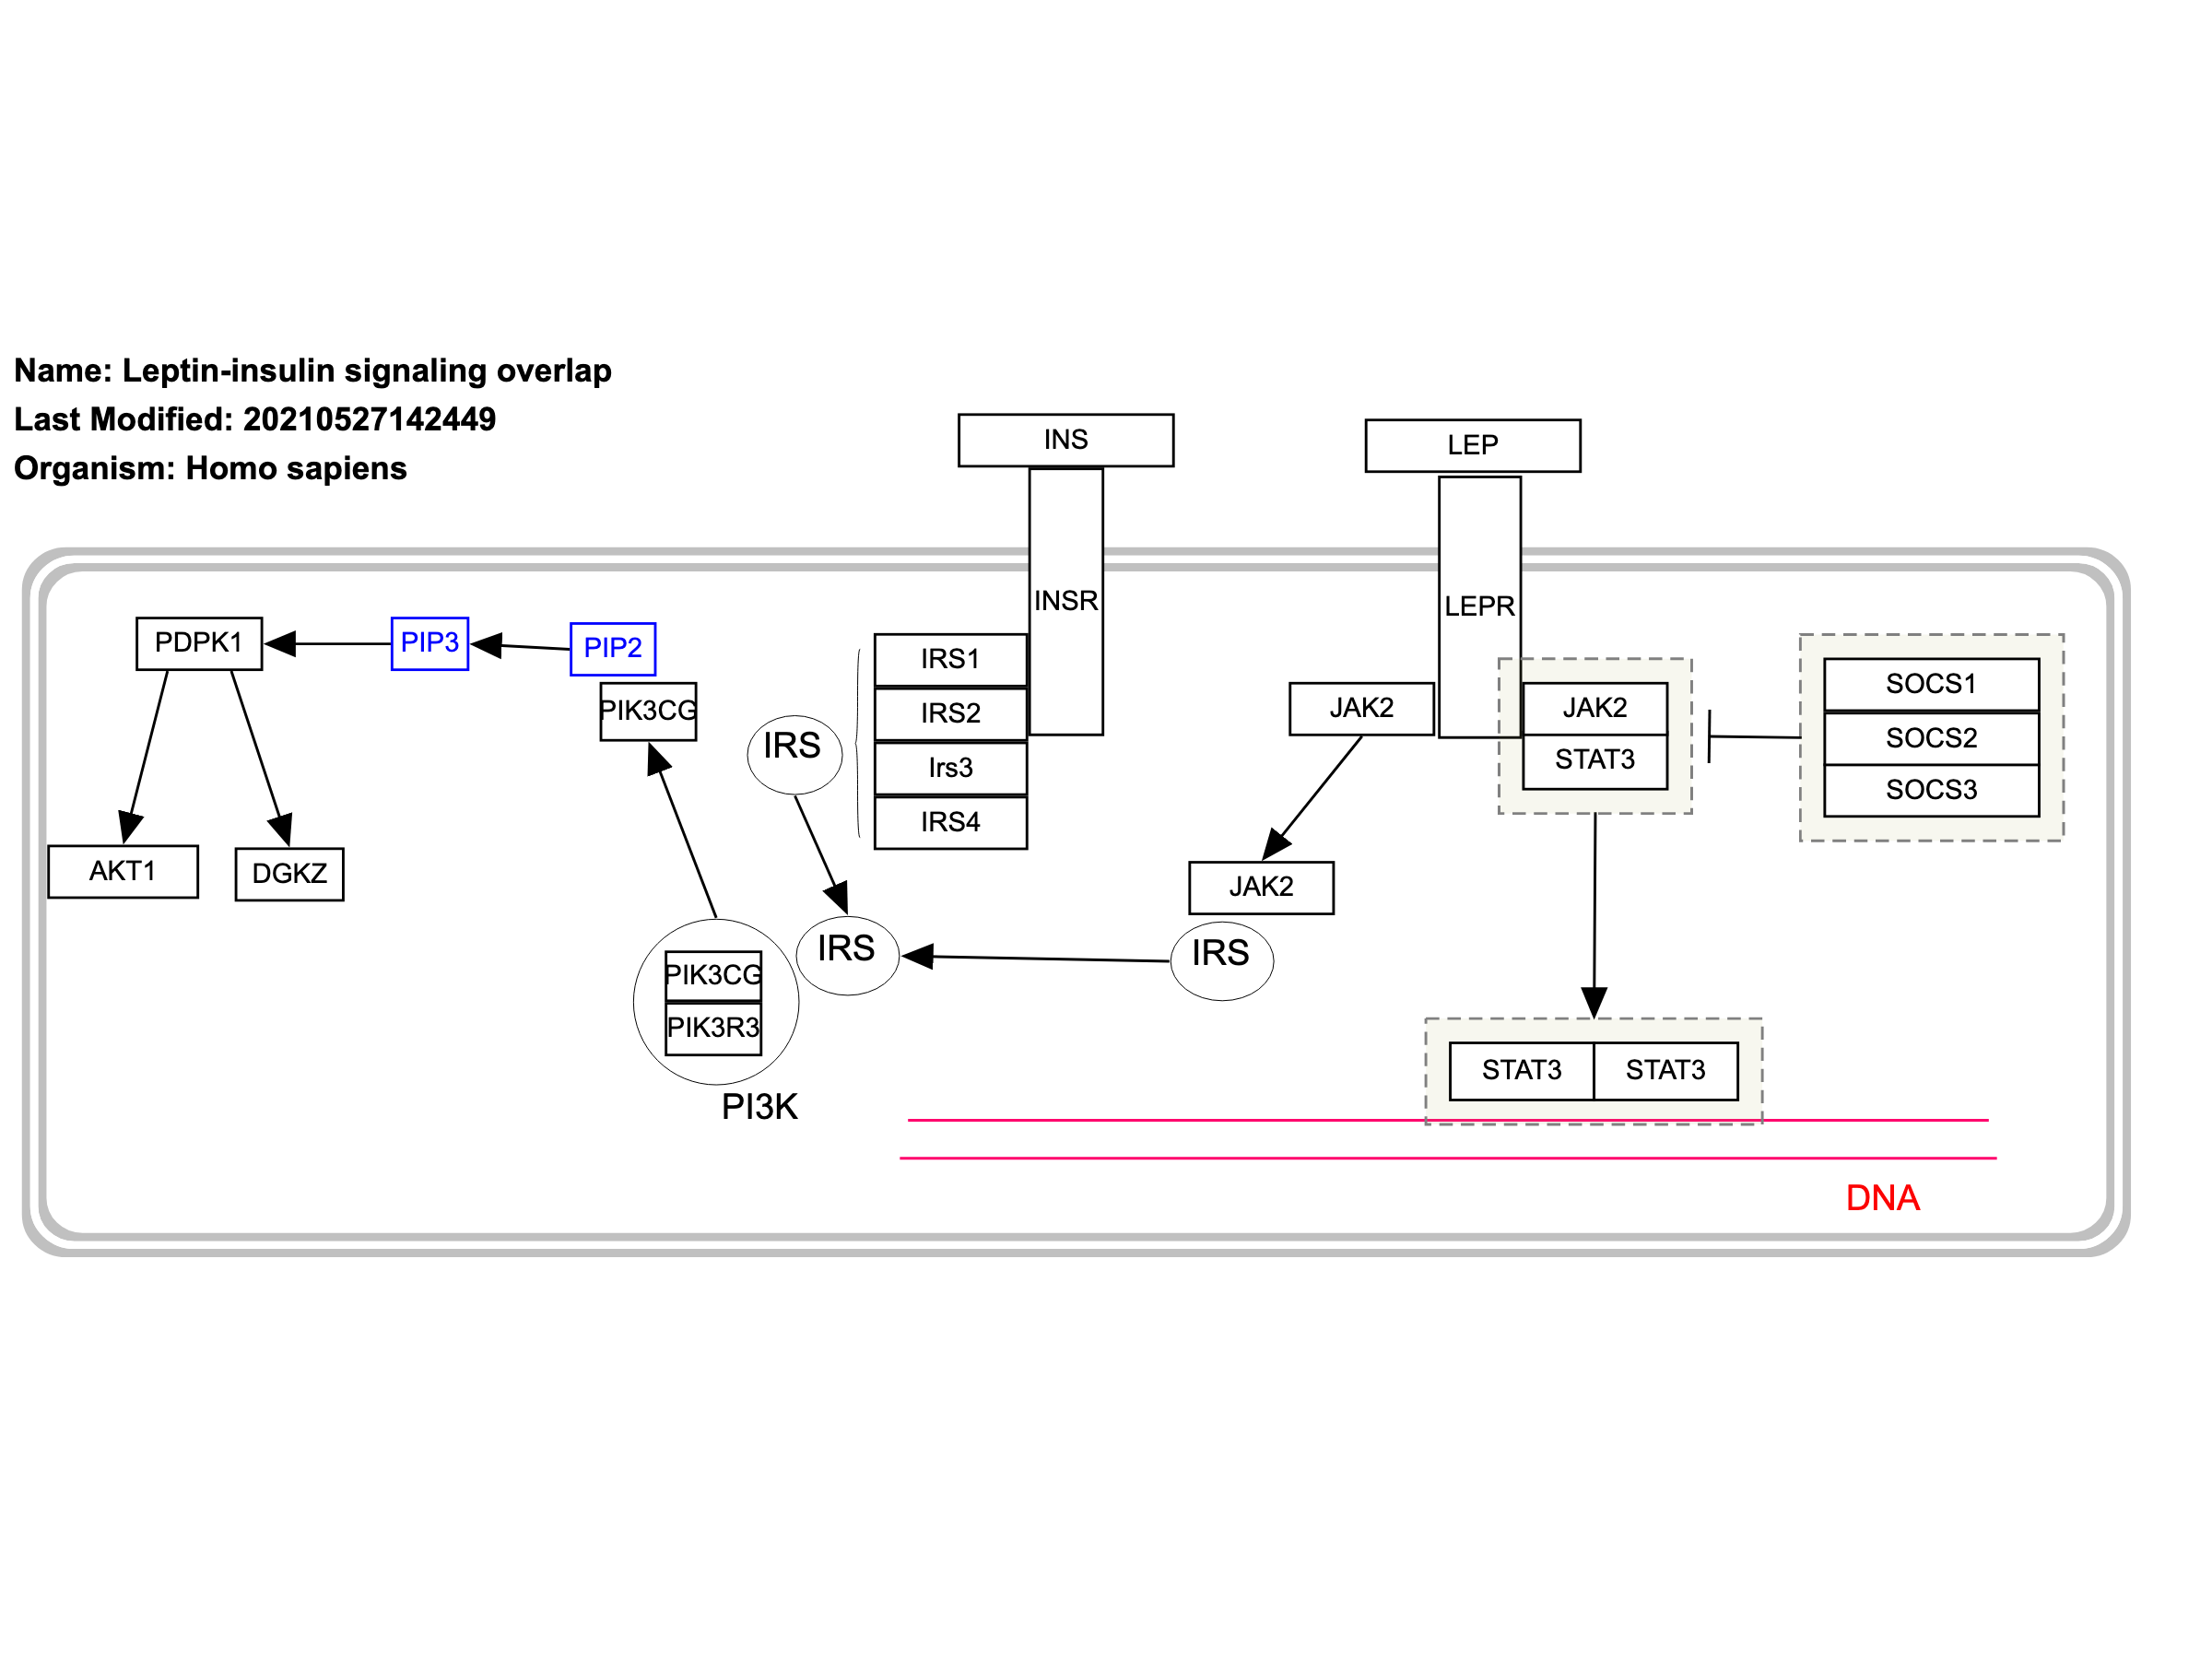 Name: Leptin-insulin signaling overlap
Last Modified: 20210527142449
Organism: Homo sapiens
INS
LEP
INSR
LEPR
PDPK1
PIP3
PIP2
PIK3CG
IRS
IRS1
IRS2
Irs3
IRS4
JAK2
JAK2
STAT3
SOCS1
SOCS2
SOCS3
AKT1
DGKZ
JAK2
IRS
IRS
PIK3CG
PIK3R3
PI3K
STAT3 STAT3
DNA